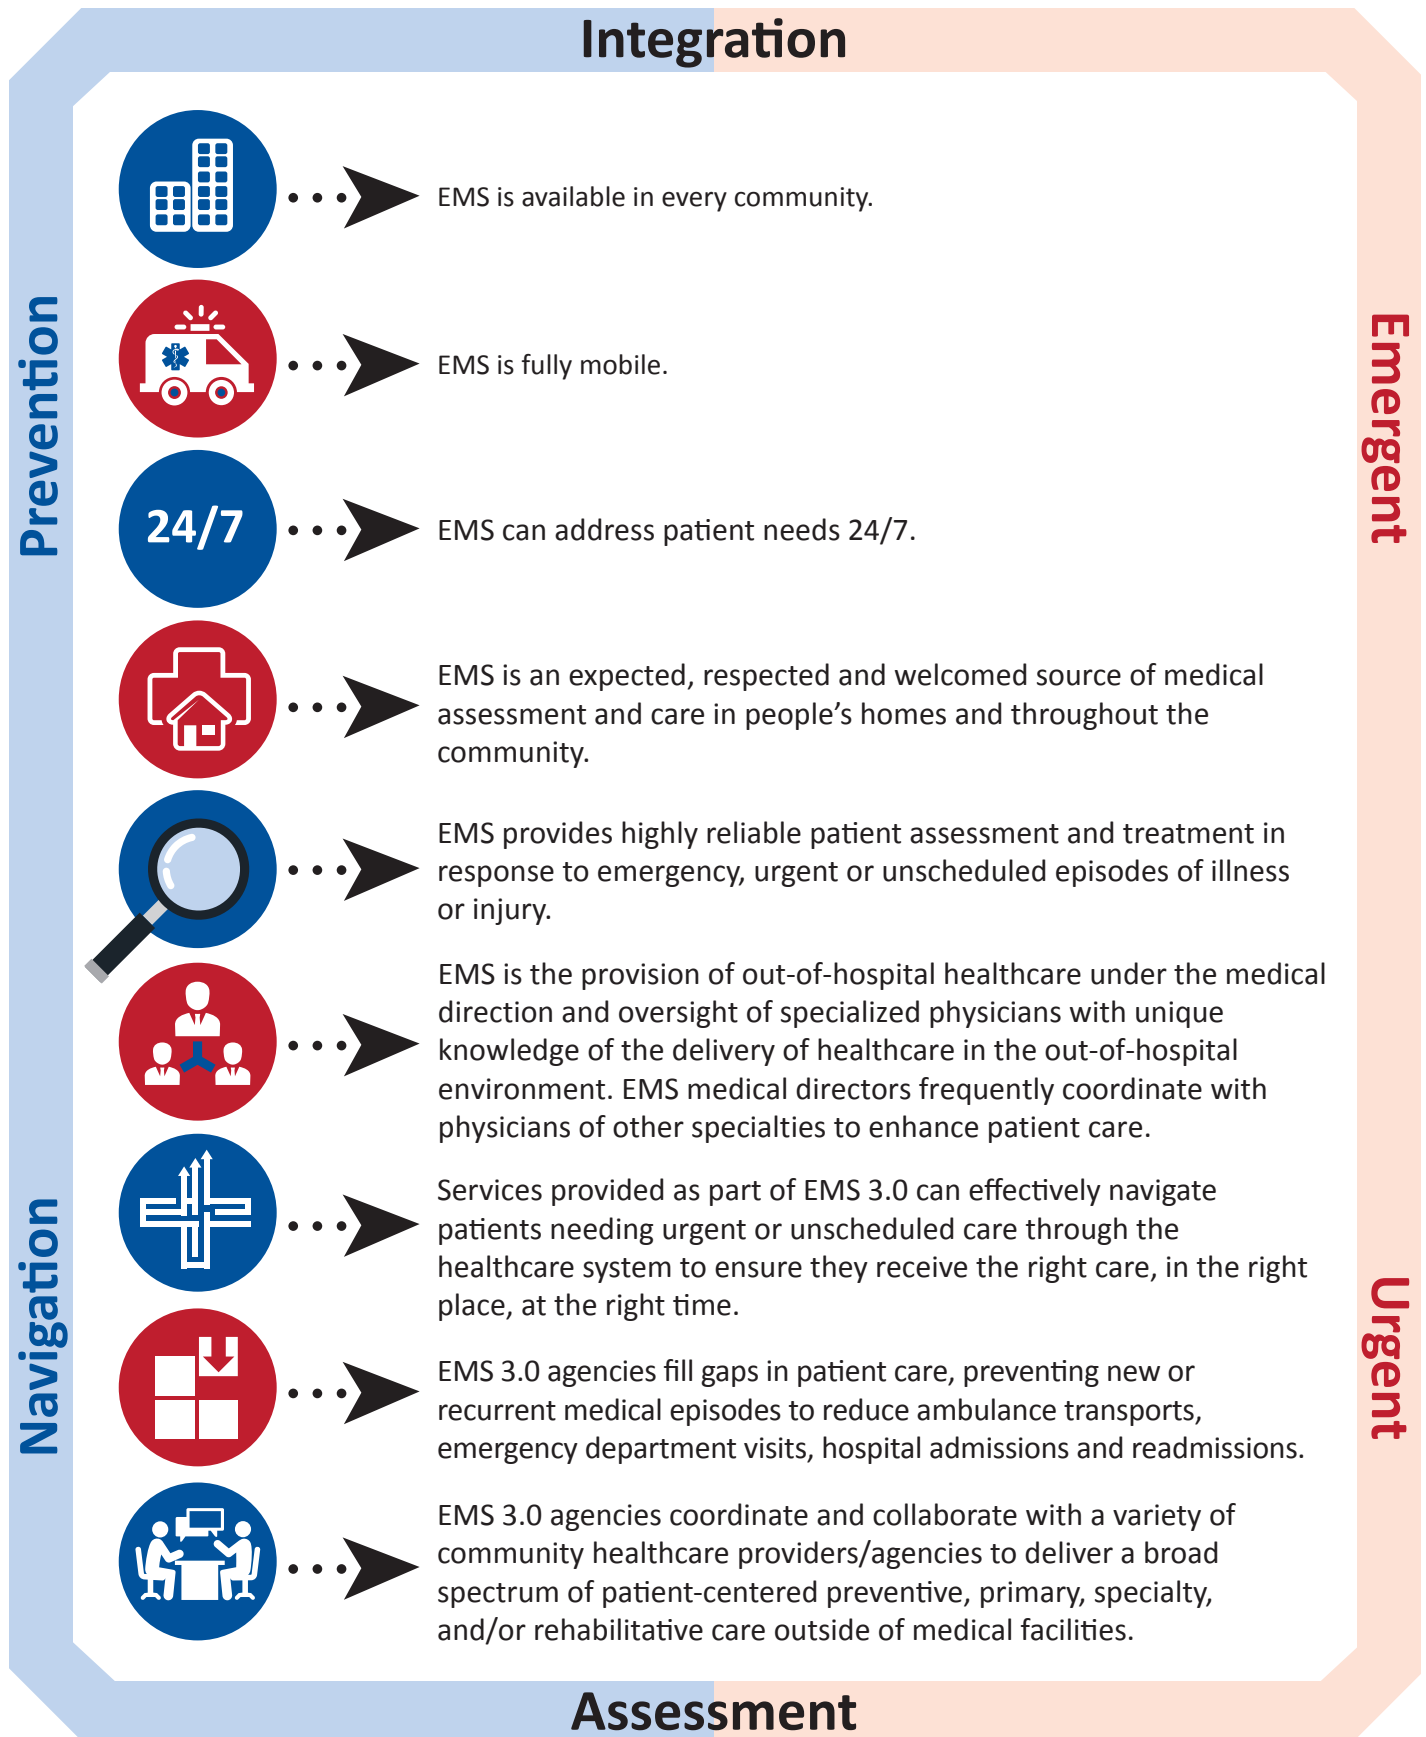 Integration
EMS is available in every community.
Prevention
Emergent
EMS is fully mobile.
24/7
EMS can address patient needs 24/7.
EMS is an expected, respected and welcomed source of medical
assessment and care in people's homes and throughout the
community.
EMS provides highly reliable patient assessment and treatment in
response to emergency, urgent or unscheduled episodes of illness
or injury.
EMS is the provision of out-of-hospital healthcare under the medical
direction and oversight of specialized physicians with unique
knowledge of the delivery of healthcare in the out-of-hospital
environment. EMS medical directors frequently coordinate with
physicians of other specialties to enhance patient care.
Navigation
Urgent
Services provided as part of EMS 3.0 can effectively navigate
patients needing urgent or unscheduled care through the
healthcare system to ensure they receive the right care, in the right
place, at the right time.
EMS 3.0 agencies fill gaps in patient care, preventing new or
recurrent medical episodes to reduce ambulance transports,
emergency department visits, hospital admissions and readmissions.
EMS 3.0 agencies coordinate and collaborate with a variety of
community healthcare providers/agencies to deliver a broad
spectrum of patient-centered preventive, primary, specialty,
and/or rehabilitative care outside of medical facilities.
Assessment